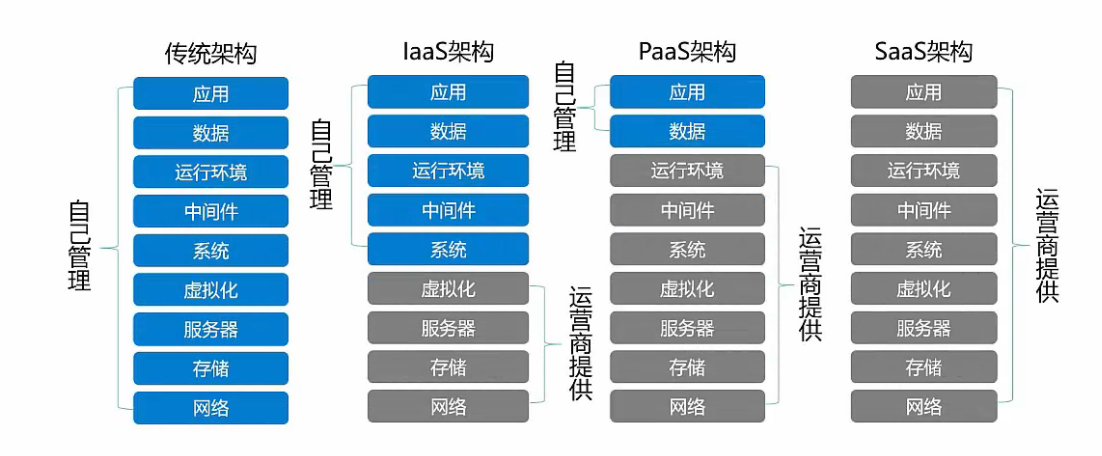 传统架构
自己管理
应用
数据
运行环境
中间件
系统
虚拟化
服务器
存储
网络
IaaS架构
自己管理
应用
数据
运行环境
中间件
系统
虚拟化
服务器
存储
网络
运营商提供
PaaS架构
自己管理
应用
数据
运行环境
中间件
系统
虚拟化
服务器
存储
网络
运营商提供
SaaS架构
应用
数据
运行环境
中间件
系统
虚拟化
服务器
存储
网络
运营商提供